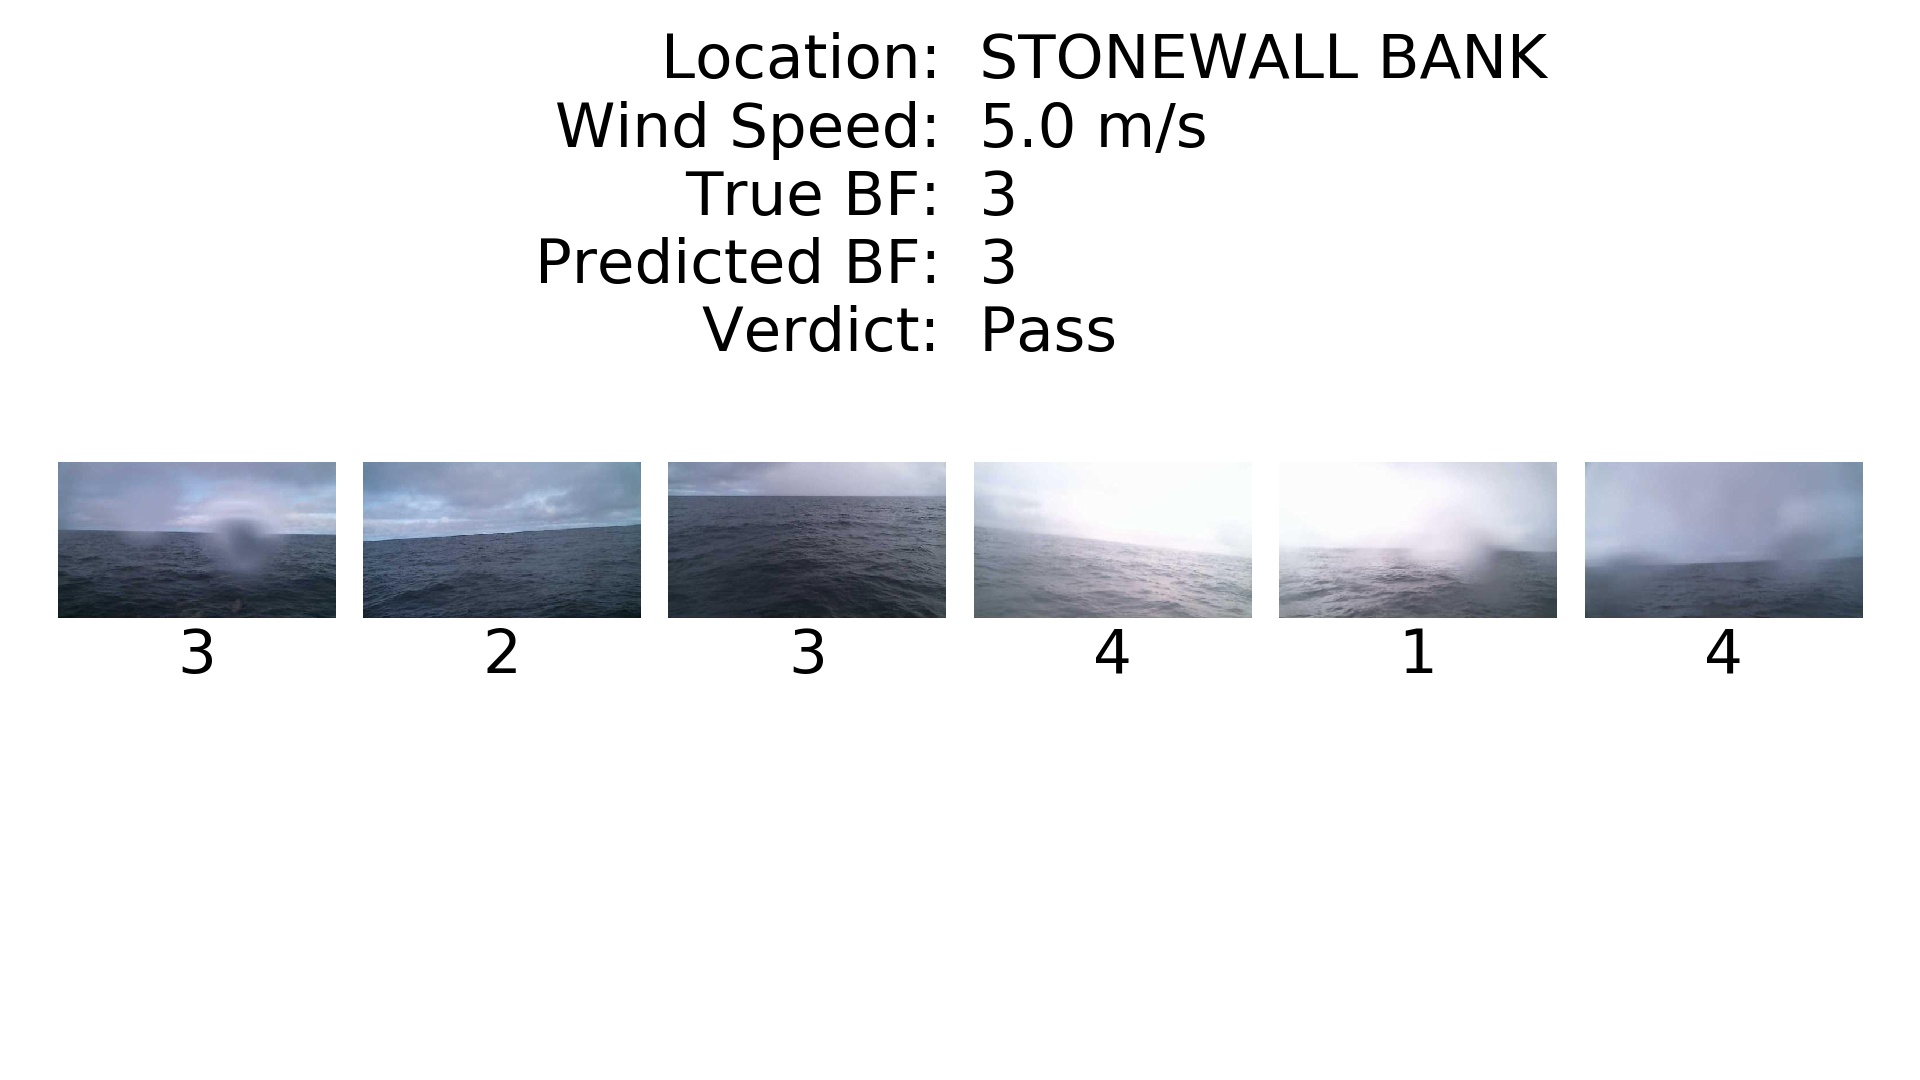 Location: STONEWALL BANK
Wind Speed: 5.0 m/s
True BF: 3
Predicted BF: 3
Verdict: Pass
3 2 3 4 1 4